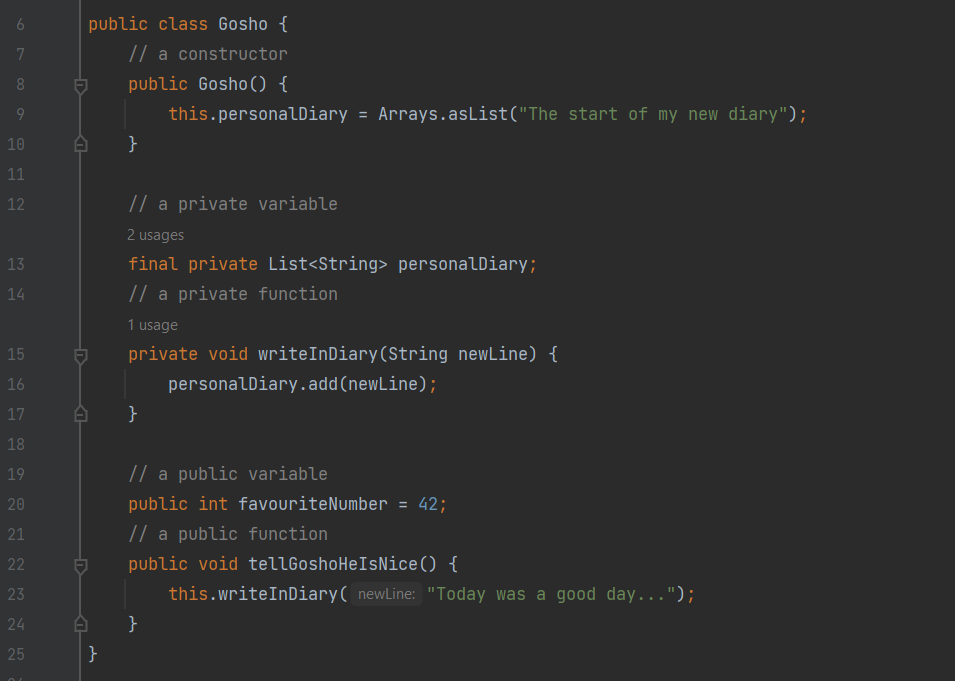 6 public class Gosho {
7 // a constructor
8 public Gosho() {
9 this.personalDiary = Arrays.asList("The start of my new diary");
10 }
11
12 // a private variable
2 usages
13 final private List<String> personalDiary;
14 // a private function
1 usage
15 private void writeInDiary(String newLine) {
16 personalDiary.add(newLine);
17 }
18
19 // a public variable
20 public int favouriteNumber = 42;
21 // a public function
22 public void tellGoshoHeIsNice() {
23 this.writeInDiary( newLine: "Today was a good day...");
24 }
25 }